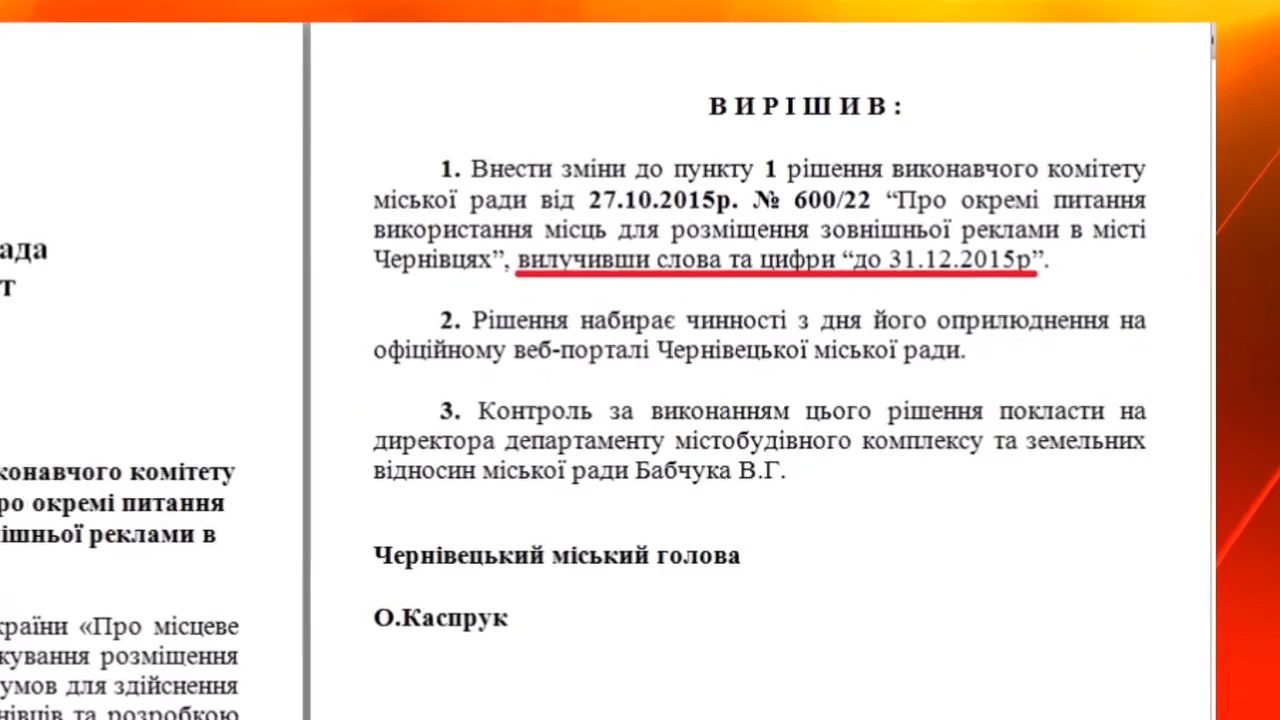 ада
т
конавчого комітету
ро окремі питання
ішньої реклами в
країни «Про місцеве
кування розміщення
умов для здійснення
нівців та розробкою
ВИРІШИВ:
1. Внести зміни до пункту 1 рішення виконавчого комітету
міської ради від 27.10.2015р. № 600/22 “Про окремі питання
використання місць для розміщення зовнішньої реклами в місті
Чернівцях”, вилучивши слова та цифри “до 31.12.2015р”.
2. Рішення набирає чинності з дня його оприлюднення на
офіційному веб-порталі Чернівецької міської ради.
3. Контроль за виконанням цього рішення покласти на
директора департаменту містобудівного комплексу та земельних
відносин міської ради Бабчука В.Г.
Чернівецький міський голова
О.Каспрук